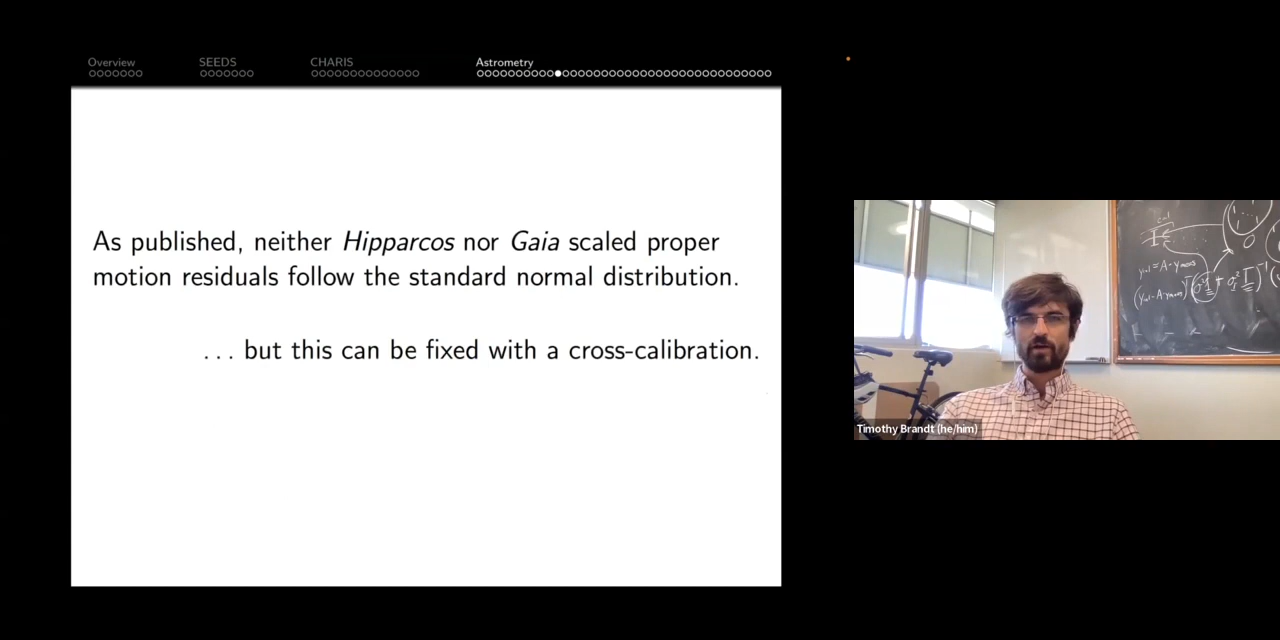 Overview SEEDS CHARIS Astrometry
As published, neither Hipparcos nor Gaia scaled proper
motion residuals follow the standard normal distribution.
... but this can be fixed with a cross-calibration.
Timothy Brandt (he/him)